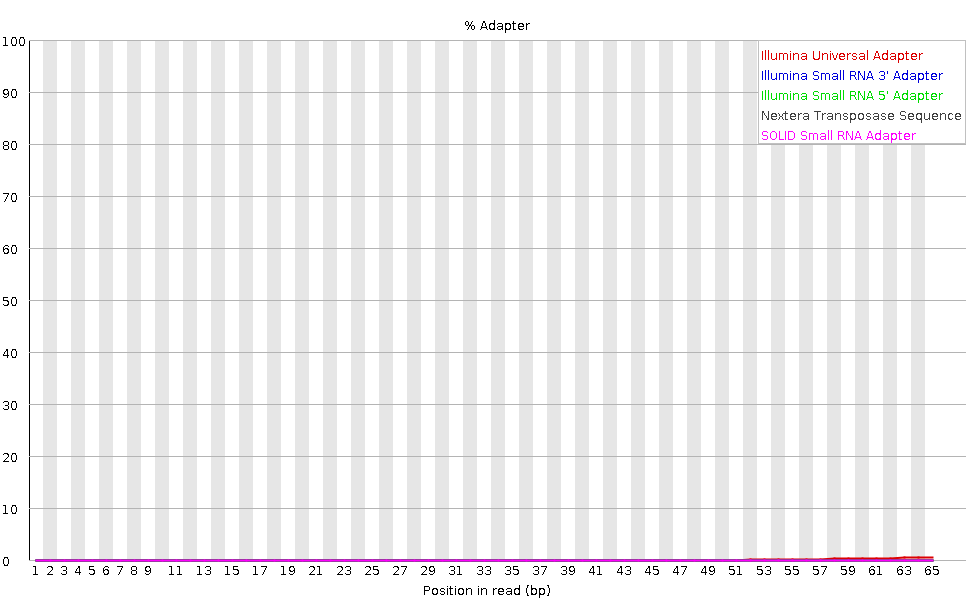 % Adapter
100
Illumina Universal Adapter
Illumina Small RNA 3' Adapter
90
Illumina Small RNA 5' Adapter
Nextera Transposase Sequence
SOLID Small RNA Adapter
80
70
60
50
40
30
20
10
0
1 2 3 4 5 6 7 8 9 11 13 15 17 19 21 23 25 27 29 31 33 35 37 39 41 43 45 47 49 51 53 55 57 59 61 63 65
Position in read (bp)